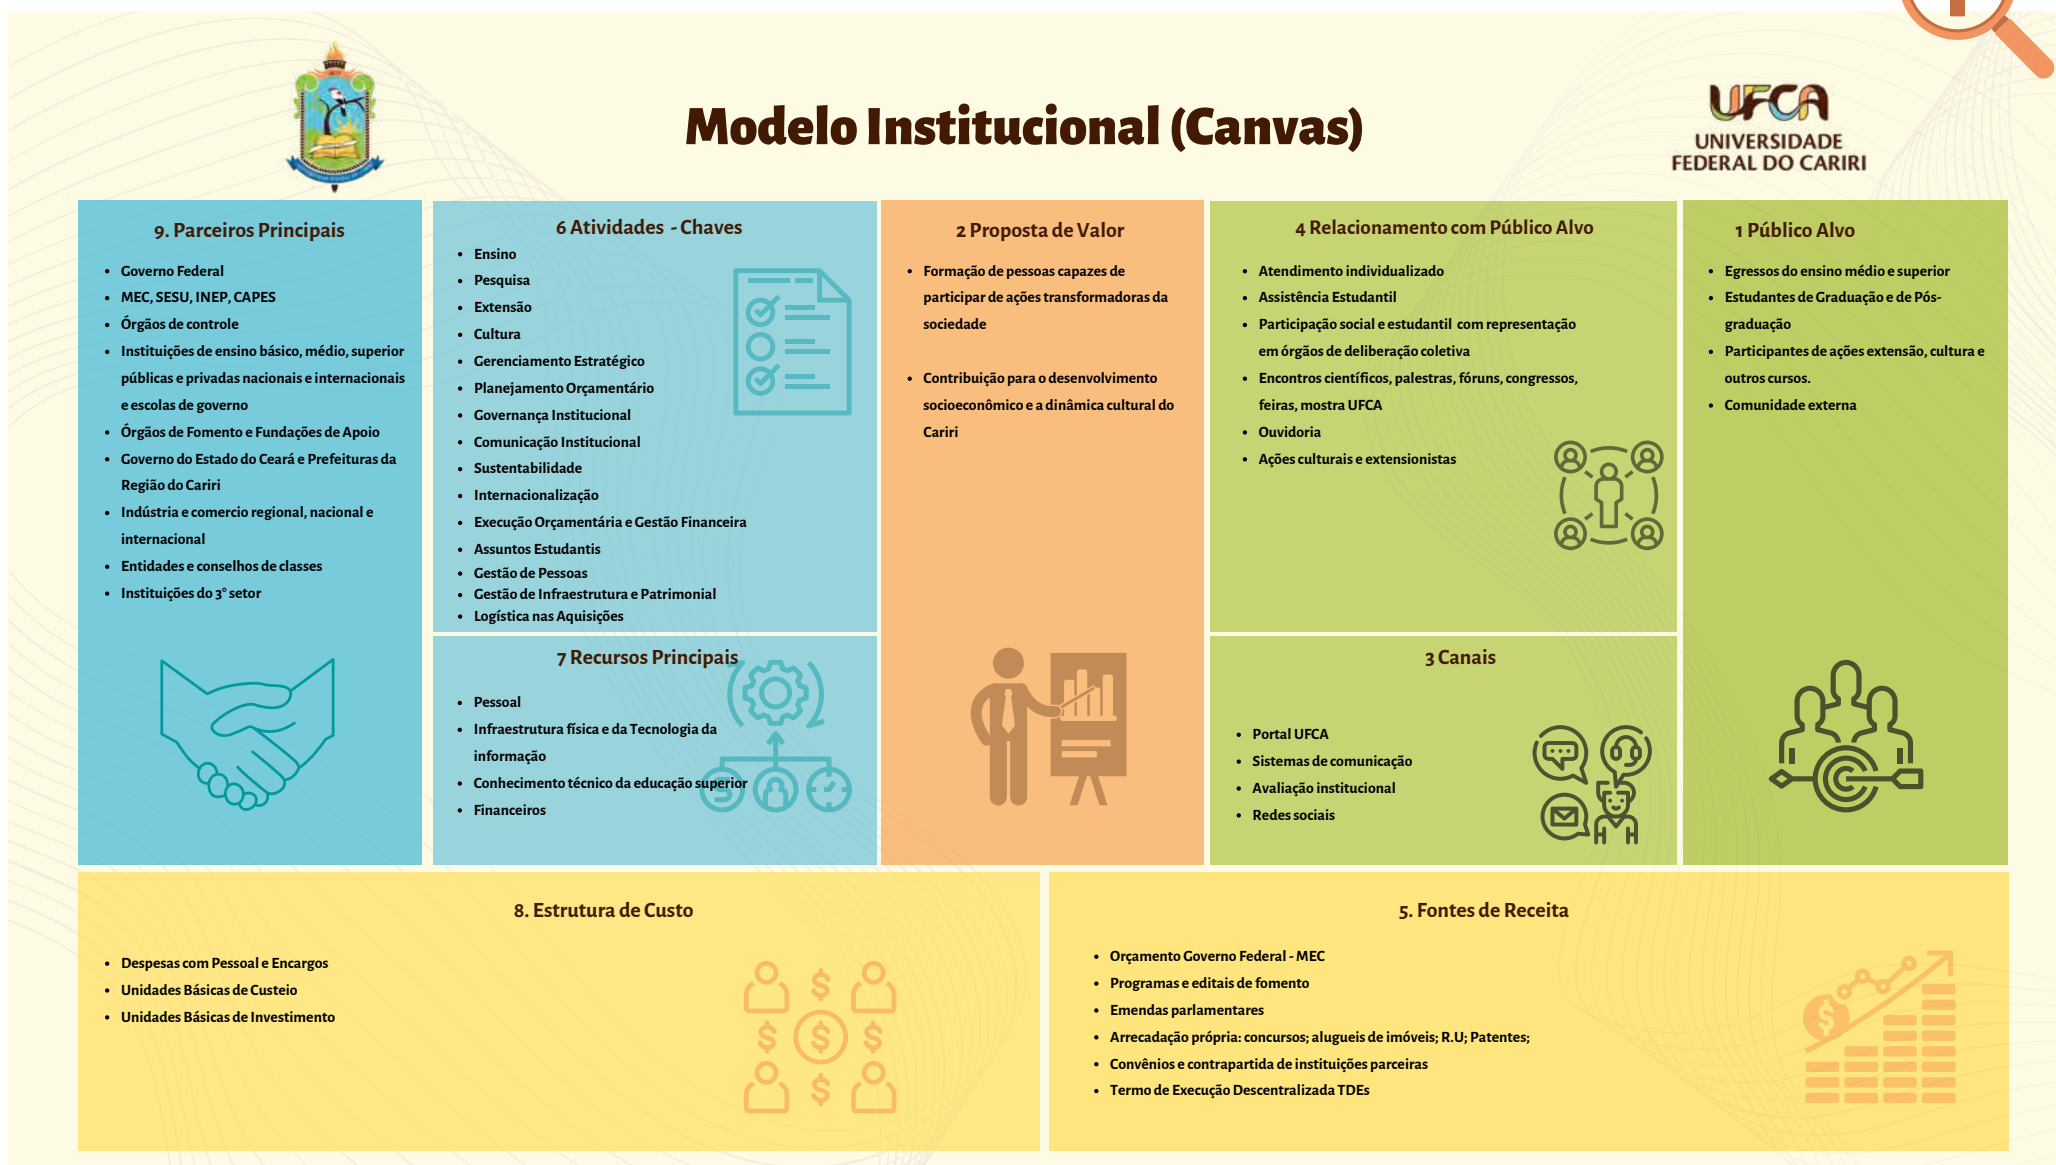 Modelo Institucional (Canvas)
UFCA
UNIVERSIDADE
FEDERAL DO CARIRI
9. Parceiros Principais
• Governo Federal
• MEC, SESU, INEP, CAPES
• Órgãos de controle
• Instituições de ensino básico, médio, superior
públicas e privadas nacionais e internacionais
e escolas de governo
• Órgãos de Fomento e Fundações de Apoio
• Governo do Estado do Ceará e Prefeituras da
Região do Cariri
• Indústria e comercio regional, nacional e
internacional
• Entidades e conselhos de classes
• Instituições do 3° setor
6 Atividades - Chaves
• Ensino
• Pesquisa
• Extensão
• Cultura
• Gerenciamento Estratégico
• Planejamento Orçamentário
• Governança Institucional
• Comunicação Institucional
• Sustentabilidade
• Internacionalização
• Execução Orçamentária e Gestão Financeira
• Assuntos Estudantis
• Gestão de Pessoas
• Gestão de Infraestrutura e Patrimonial
• Logística nas Aquisições
7 Recursos Principais
• Pessoal
• Infraestrutura física e da Tecnologia da
informação
• Conhecimento técnico da educação superior
• Financeiros
2 Proposta de Valor
• Formação de pessoas capazes de
participar de ações transformadoras da
sociedade
• Contribuição para o desenvolvimento
socioeconômico e a dinâmica cultural do
Cariri
4 Relacionamento com Público Alvo
• Atendimento individualizado
• Assistência Estudantil
• Participação social e estudantil com representação
em órgãos de deliberação coletiva
• Encontros científicos, palestras, fóruns, congressos,
feiras, mostra UFCA
• Ouvidoria
• Ações culturais e extensionistas
3 Canais
• Portal UFCA
• Sistemas de comunicação
• Avaliação institucional
• Redes sociais
1 Público Alvo
• Egressos do ensino médio e superior
• Estudantes de Graduação e de Pós-
graduação
• Participantes de ações extensão, cultura e
outros cursos.
• Comunidade externa
8. Estrutura de Custo
• Despesas com Pessoal e Encargos
• Unidades Básicas de Custeio
• Unidades Básicas de Investimento
5. Fontes de Receita
• Orçamento Governo Federal - MEC
• Programas e editais de fomento
• Emendas parlamentares
• Arrecadação própria: concursos; alugueis de imóveis; R.U; Patentes;
• Convênios e contrapartida de instituições parceiras
• Termo de Execução Descentralizada TDEs